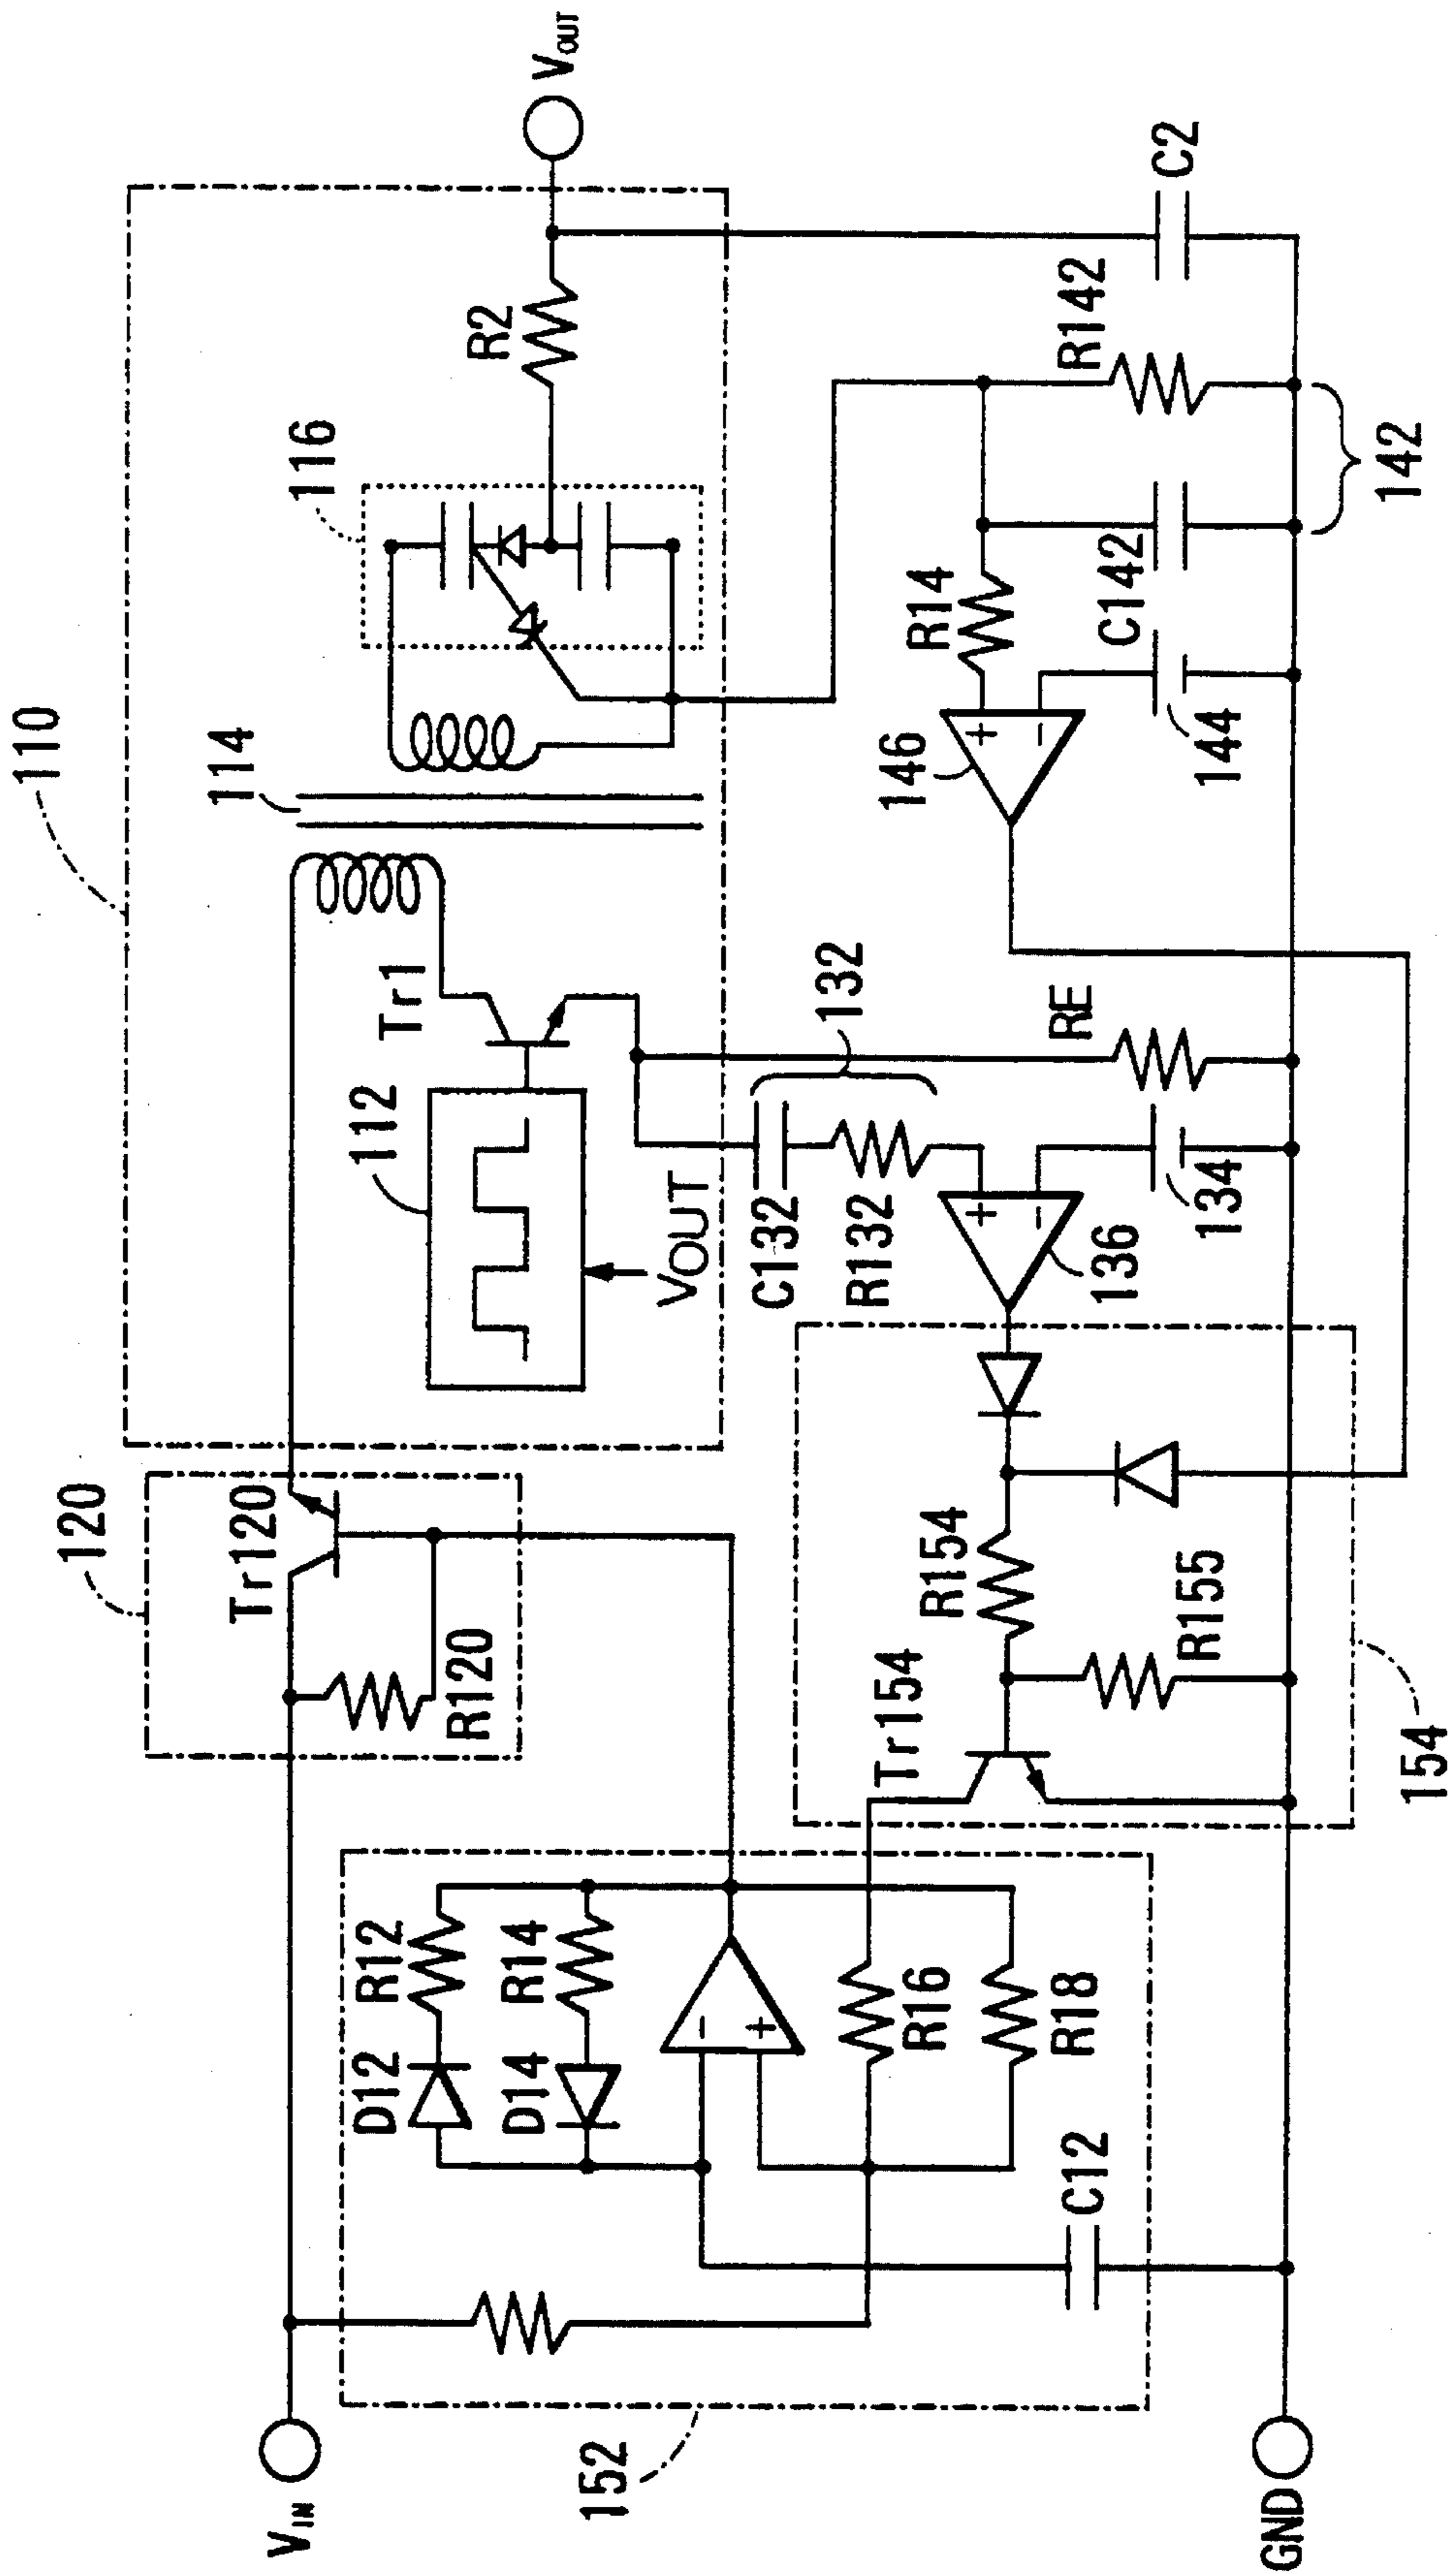 110
120
114
116
Tr120
R120
Tr1
112
VOUT
R2
VOUT
VIN
152
D12
R12
D14
R14
-
+
R16
R18
C12
GND
Tr154
R154
R155
154
C132
R132
132
+
-
136
134
RE
146
+
-
R14
144
C142
142
R142
C2